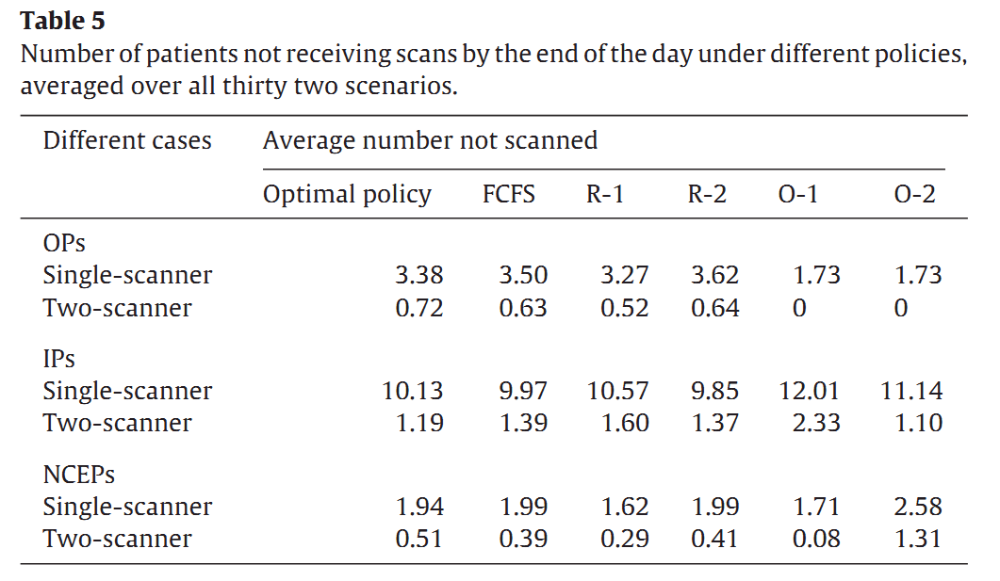 Table 5
Number of patients not receiving scans by the end of the day under different policies,
averaged over all thirty two scenarios.
Different cases Average number not scanned
Optimal policy FCFS R-1 R-2 O-1 O-2
OPs
Single-scanner 3.38 3.50 3.27 3.62 1.73 1.73
Two-scanner 0.72 0.63 0.52 0.64 0 0
IPs
Single-scanner 10.13 9.97 10.57 9.85 12.01 11.14
Two-scanner 1.19 1.39 1.60 1.37 2.33 1.10
NCEPs
Single-scanner 1.94 1.99 1.62 1.99 1.71 2.58
Two-scanner 0.51 0.39 0.29 0.41 0.08 1.31